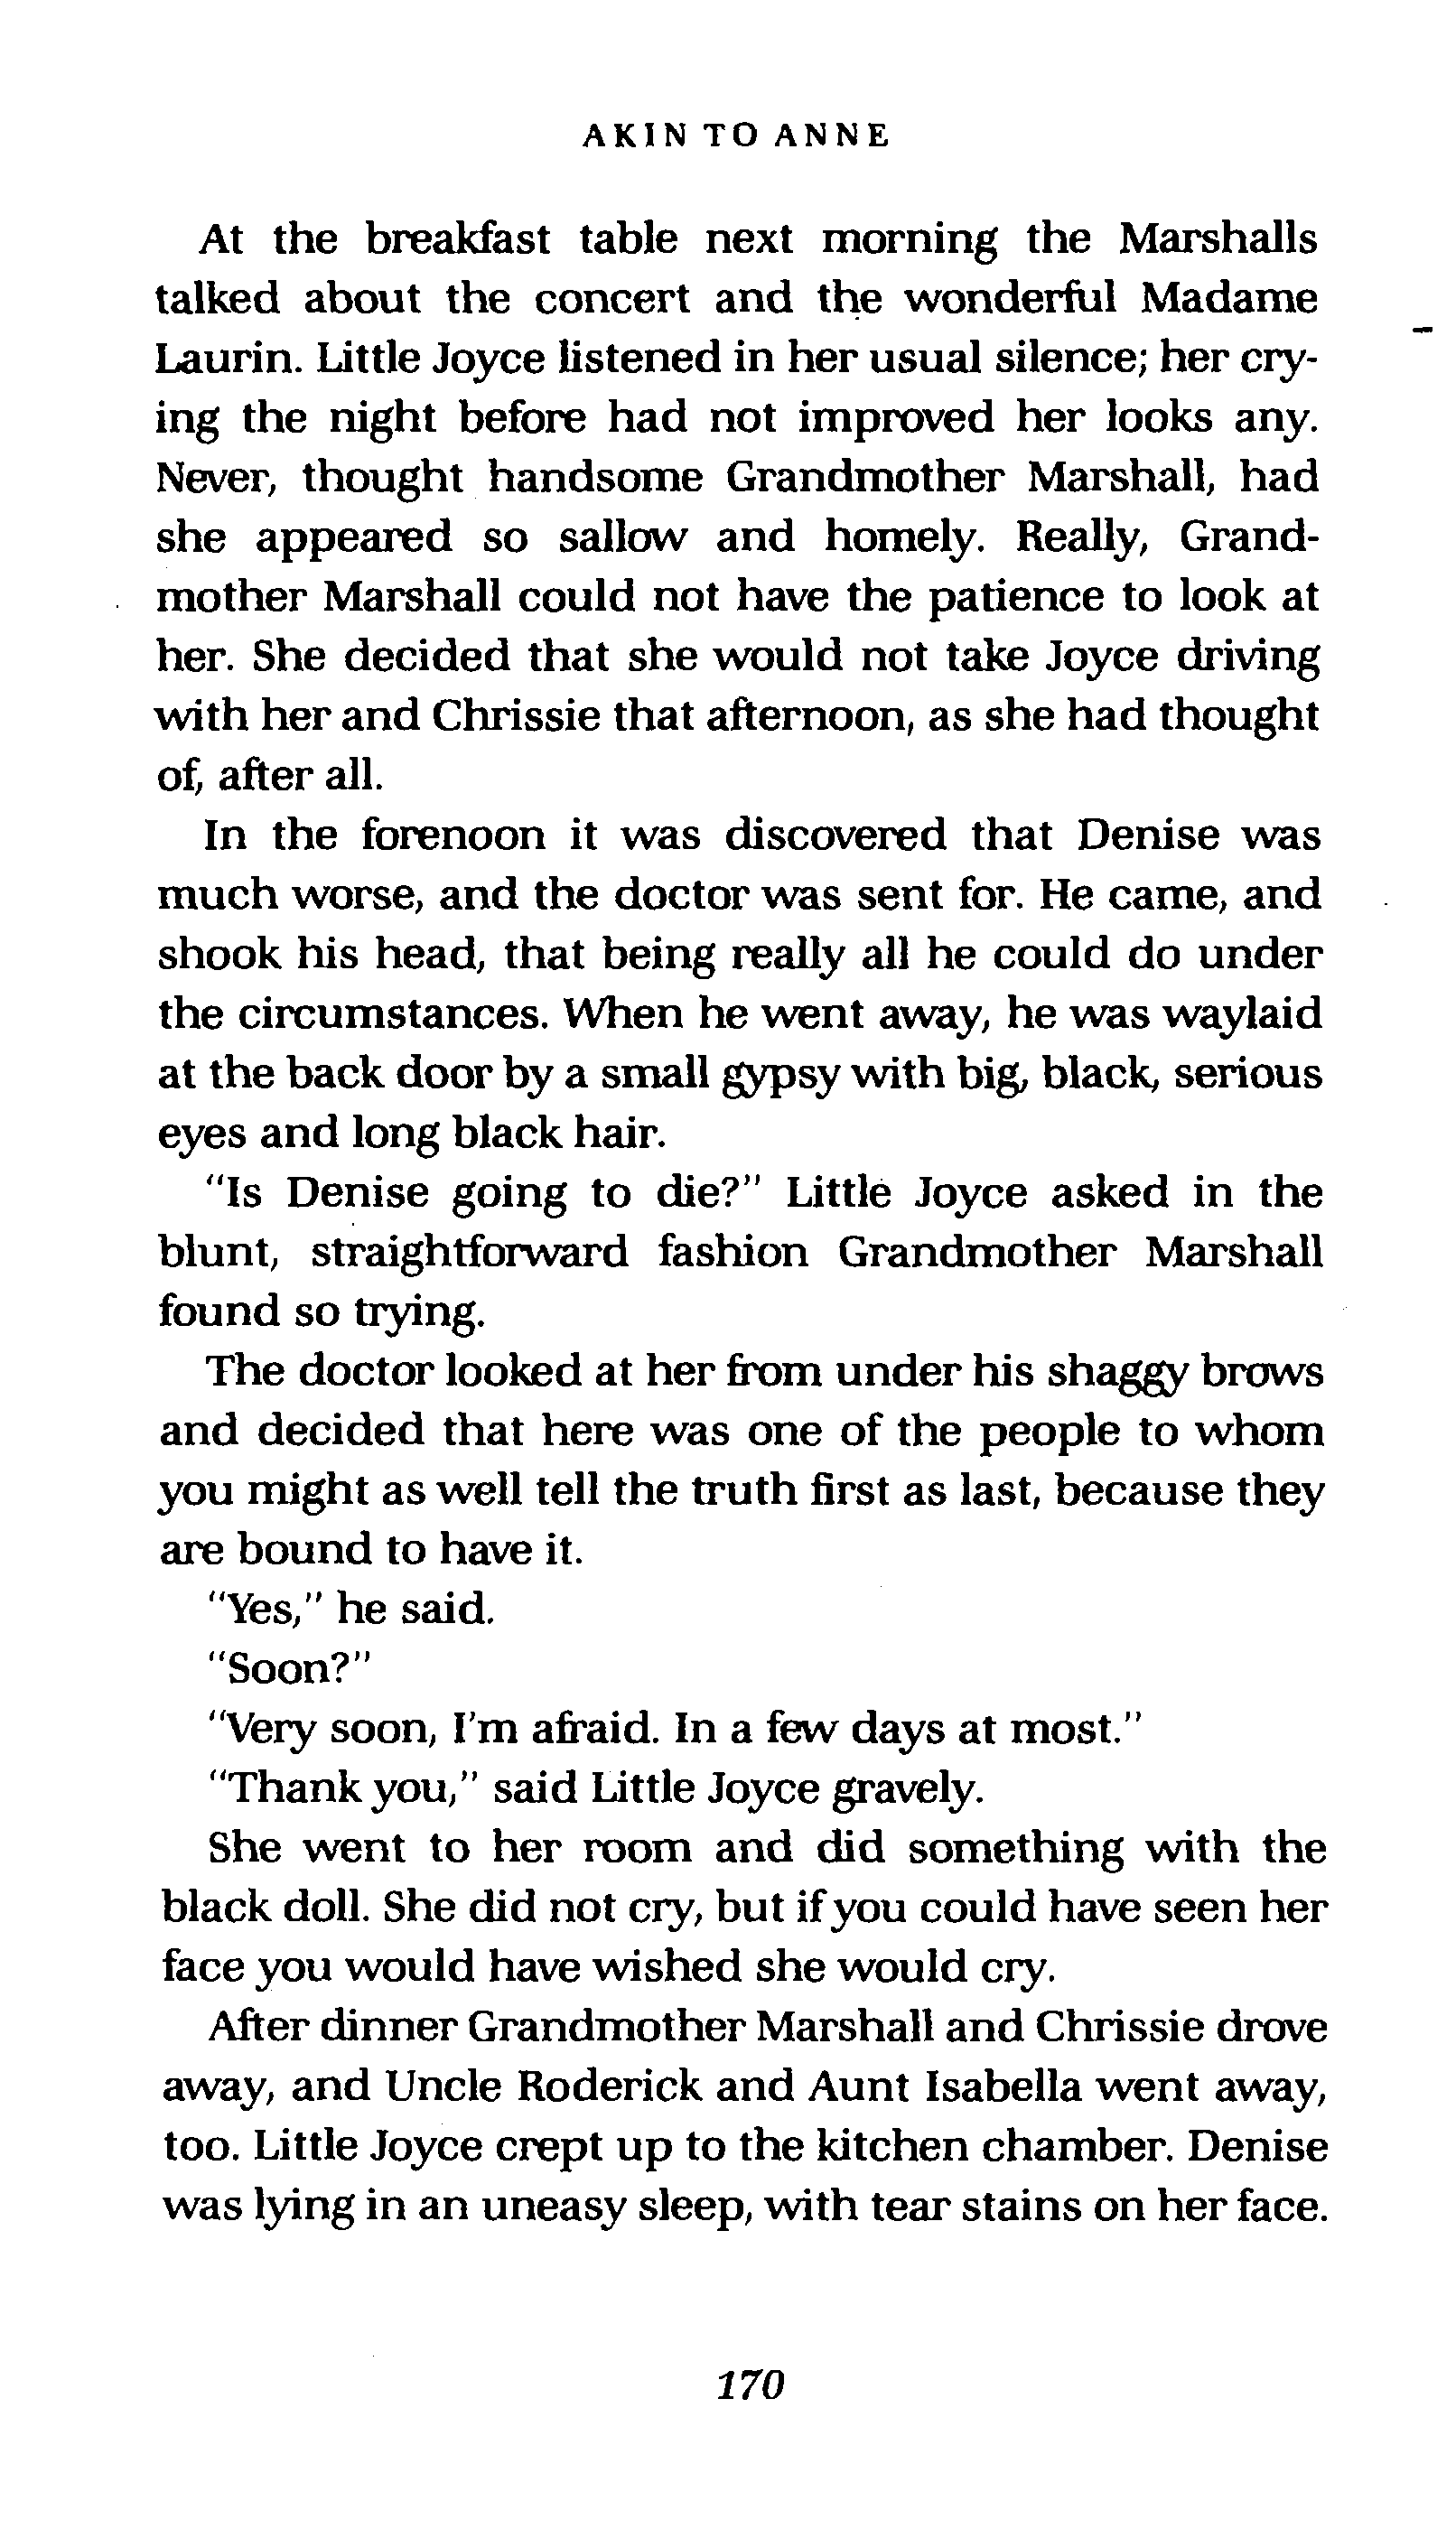 AKIN TO ANNE
At the breakfast table next morning the Marshalls
talked about the concert and the wonderful Madame
Laurin. Little Joyce listened in her usual silence; her cry-
ing the night before had not improved her looks any.
Never, thought handsome Grandmother Marshall, had
she appeared so sallow and homely. Really, Grand-
mother Marshall could not have the patience to look at
her. She decided that she would not take Joyce driving
with her and Chrissie that afternoon, as she had thought
of, after all.
In the forenoon it was discovered that Denise was
much worse, and the doctor was sent for. He came, and
shook his head, that being really all he could do under
the circumstances. When he went away, he was waylaid
at the back door by a small gypsy with big, black, serious
eyes and long black hair.
"Is Denise going to die?" Little Joyce asked in the
blunt, straightforward fashion Grandmother Marshall
found so trying.
The doctor looked at her from under his shaggy brows
and decided that here was one of the people to whom
you might as well tell the truth first as last, because they
are bound to have it.
"Yes," he said.
"Soon?"
"Very soon, I'm afraid. In a few days at most."
"Thank you," said Little Joyce gravely.
She went to her room and did something with the
black doll. She did not cry, but if you could have seen her
face you would have wished she would cry.
After dinner Grandmother Marshall and Chrissie drove
away, and Uncle Roderick and Aunt Isabella went away,
too. Little Joyce crept up to the kitchen chamber. Denise
was lying in an uneasy sleep, with tear stains on her face.
170